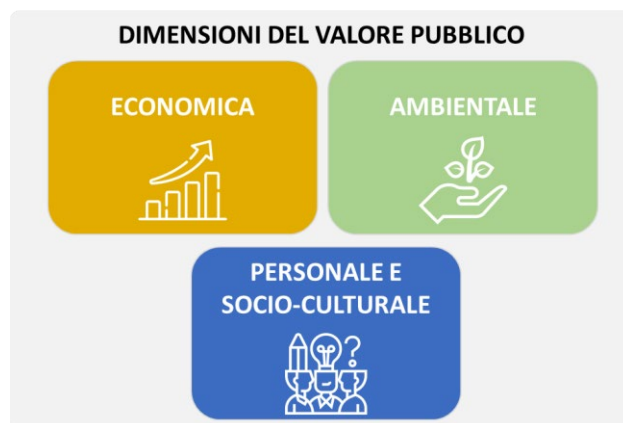 DIMENSIONI DEL VALORE PUBBLICO
ECONOMICA
AMBIENTALE
PERSONALE E
SOCIO-CULTURALE
?